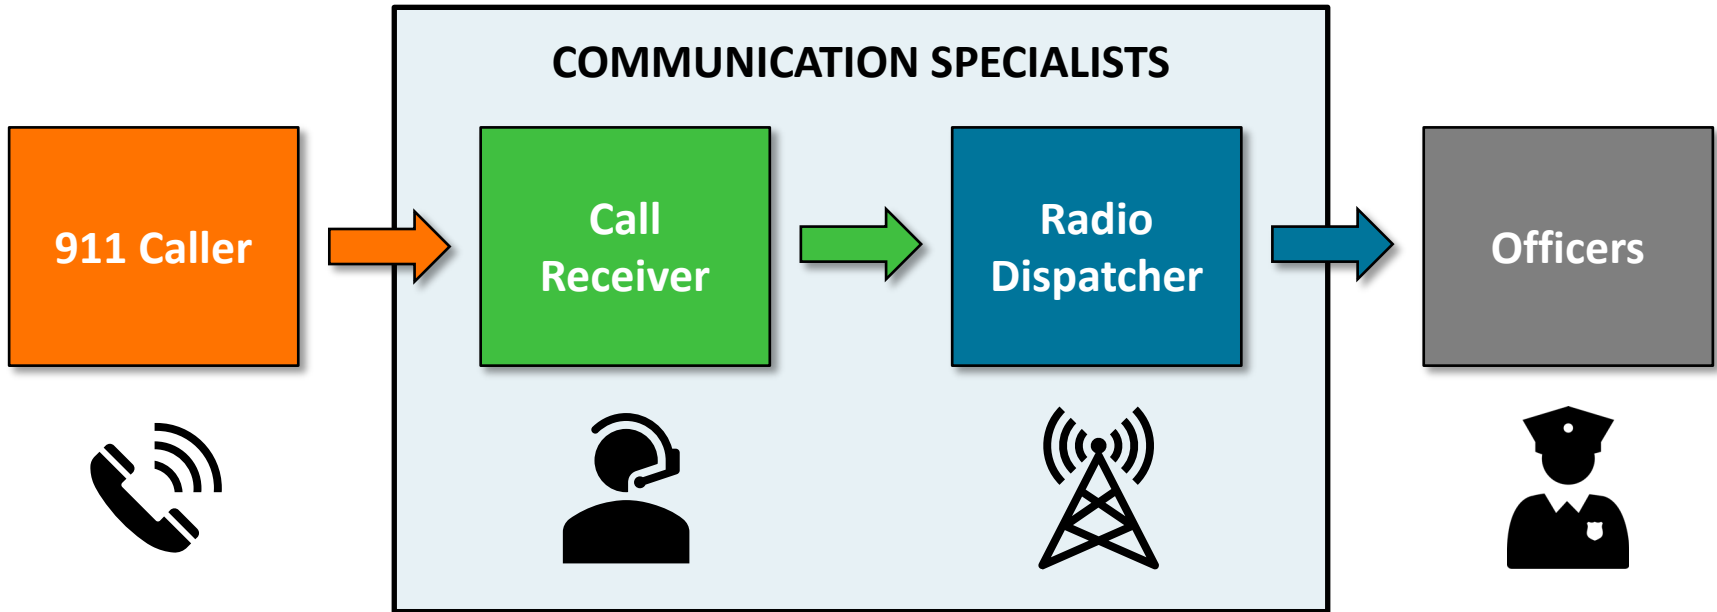 COMMUNICATION SPECIALISTS
911 Caller
Call
Receiver
Radio
Dispatcher
Officers